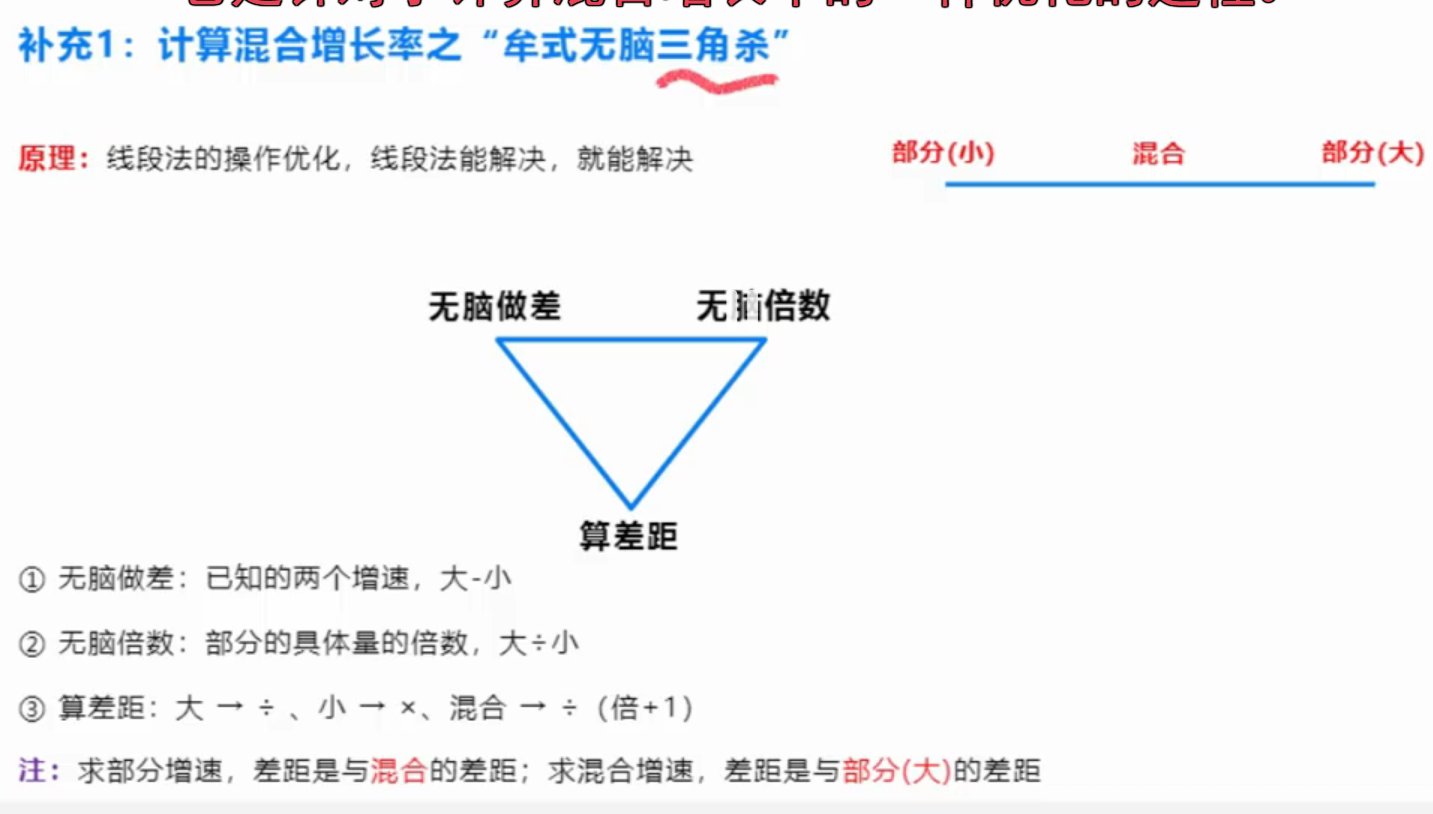 补充1：计算混合增长率之“牟式无脑三角杀”
原理：线段法的操作优化，线段法能解决，就能解决
部分(小) 混合 部分(大)
无脑做差 无脑倍数
算差距
① 无脑做差：已知的两个增速，大-小
② 无脑倍数：部分的具体量的倍数，大÷小
③ 算差距：大 → ÷ 、小 → ×、混合 → ÷（倍+1）
注：求部分增速，差距是与混合的差距；求混合增速，差距是与部分(大)的差距